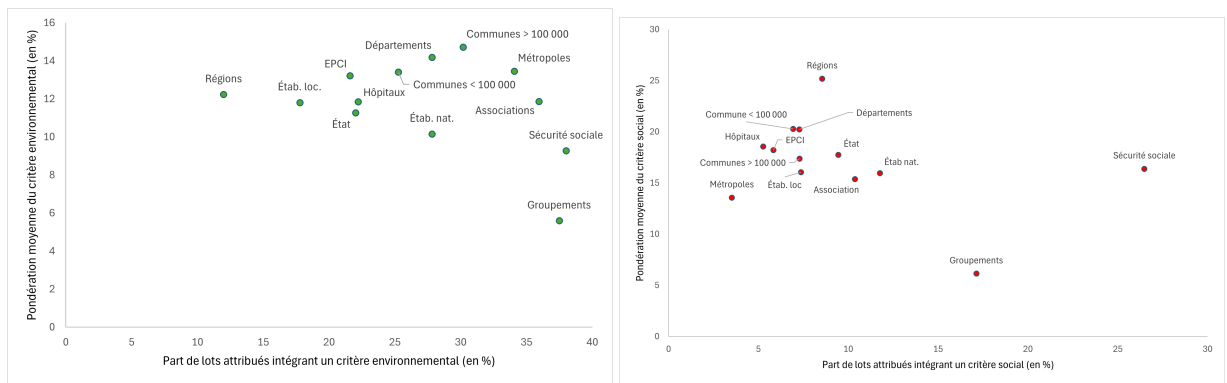 Pondération moyenne du critère environnemental (en %)
16
14
12
10
8
6
4
2
0
Communes > 100 000
Départements
Métropoles
EPCI
Communes < 100 000
Régions
Étab. loc.
Hôpitaux
Associations
État
Étab. nat.
Sécurité sociale
Groupements
0 5 10 15 20 25 30 35 40
Part de lots attribués intégrant un critère environnemental (en %)
Pondération moyenne du critère social (en %)
30
25
20
15
10
5
0
Régions
Commune < 100 000
Départements
Hôpitaux
EPCI
État
Communes > 100 000
Étab nat.
Sécurité sociale
Métropoles
Étab. loc
Association
Groupements
0 5 10 15 20 25 30
Part de lots attribués intégrant un critère social (en %)